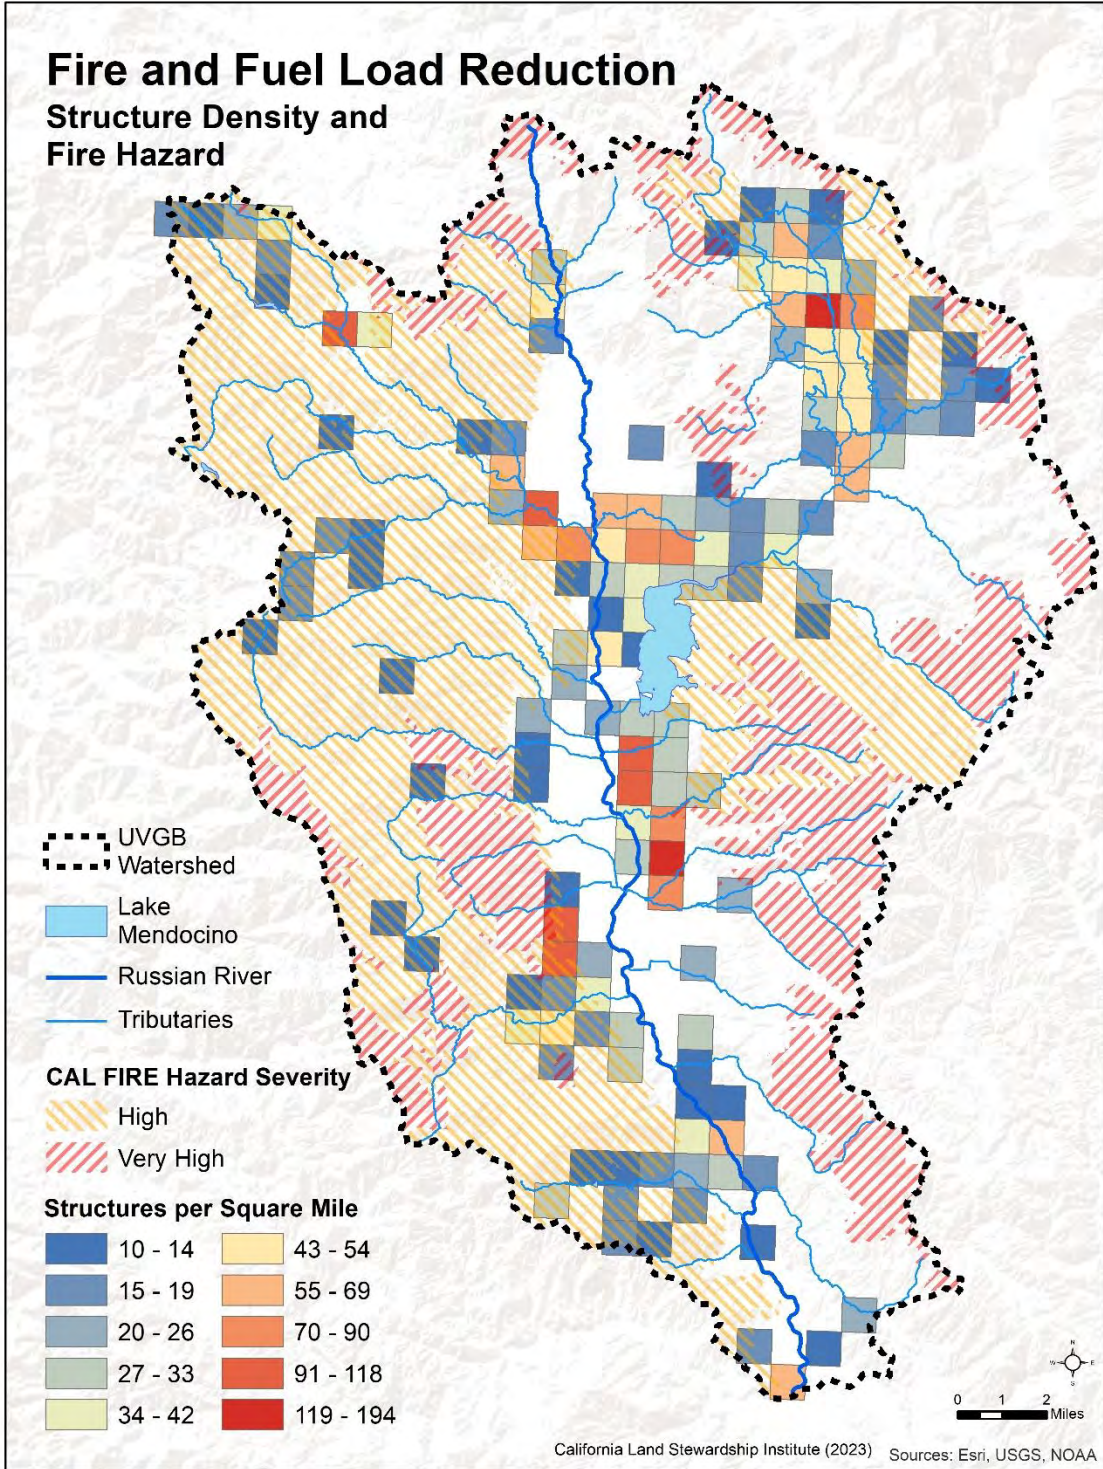 Fire and Fuel Load Reduction
Structure Density and
Fire Hazard
UVGB
Watershed
Lake
Mendocino
Russian River
Tributaries
CAL FIRE Hazard Severity
High
Very High
Structures per Square Mile
10 - 14
43 - 54
15 - 19
55 - 69
20 - 26
70 - 90
27 - 33
91 - 118
34 - 42
119 - 194
N
W
E
S
0 1 2
Miles
California Land Stewardship Institute (2023)
Sources: Esri, USGS, NOAA